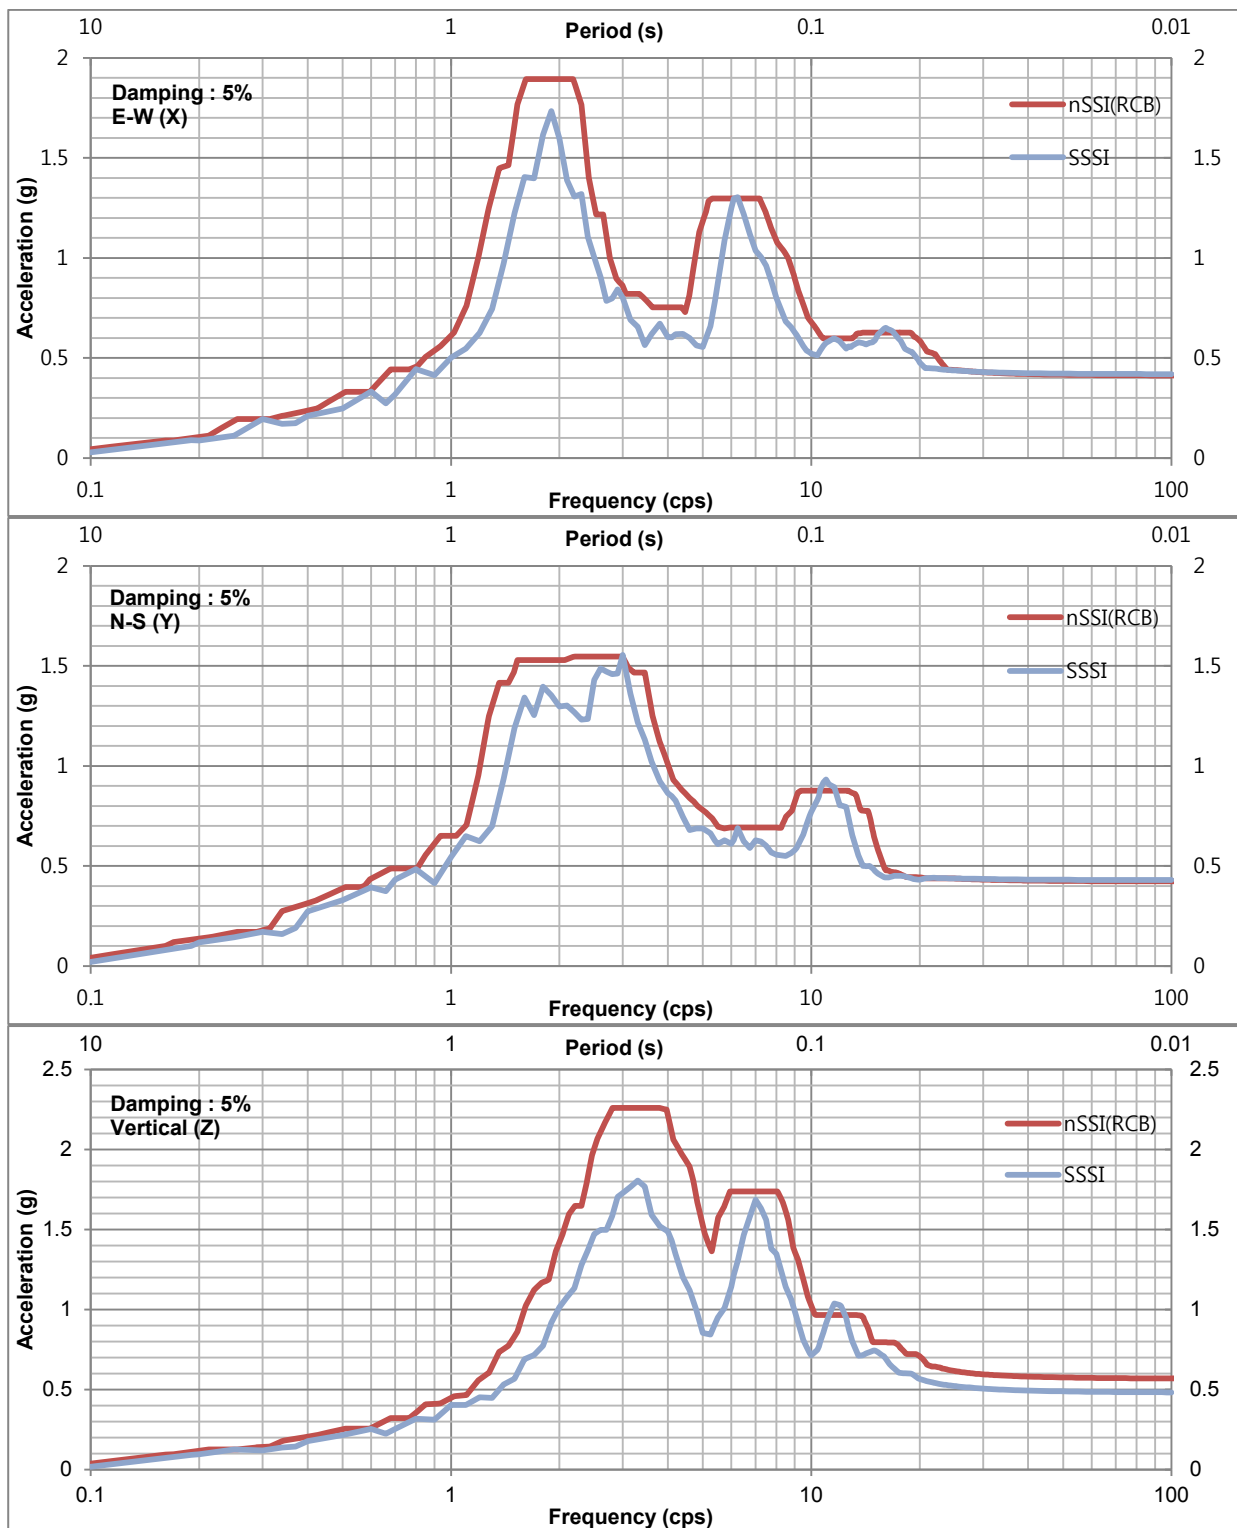 10 1 Period (s) 0.1 0.01
2 2
Damping : 5%
E-W (X)
nSSI(RCB)
SSSI
1.5 1.5
Acceleration (g)
1 1
0.5 0.5
0 0
0.1 1 Frequency (cps) 10 100
10 1 Period (s) 0.1 0.01
2 2
Damping : 5%
N-S (Y)
nSSI(RCB)
SSSI
1.5 1.5
Acceleration (g)
1 1
0.5 0.5
0 0
0.1 1 Frequency (cps) 10 100
10 1 Period (s) 0.1 0.01
2.5 2.5
Damping : 5%
Vertical (Z)
nSSI(RCB)
SSSI
2 2
1.5 1.5
Acceleration (g)
1 1
0.5 0.5
0 0
0.1 1 Frequency (cps) 10 100